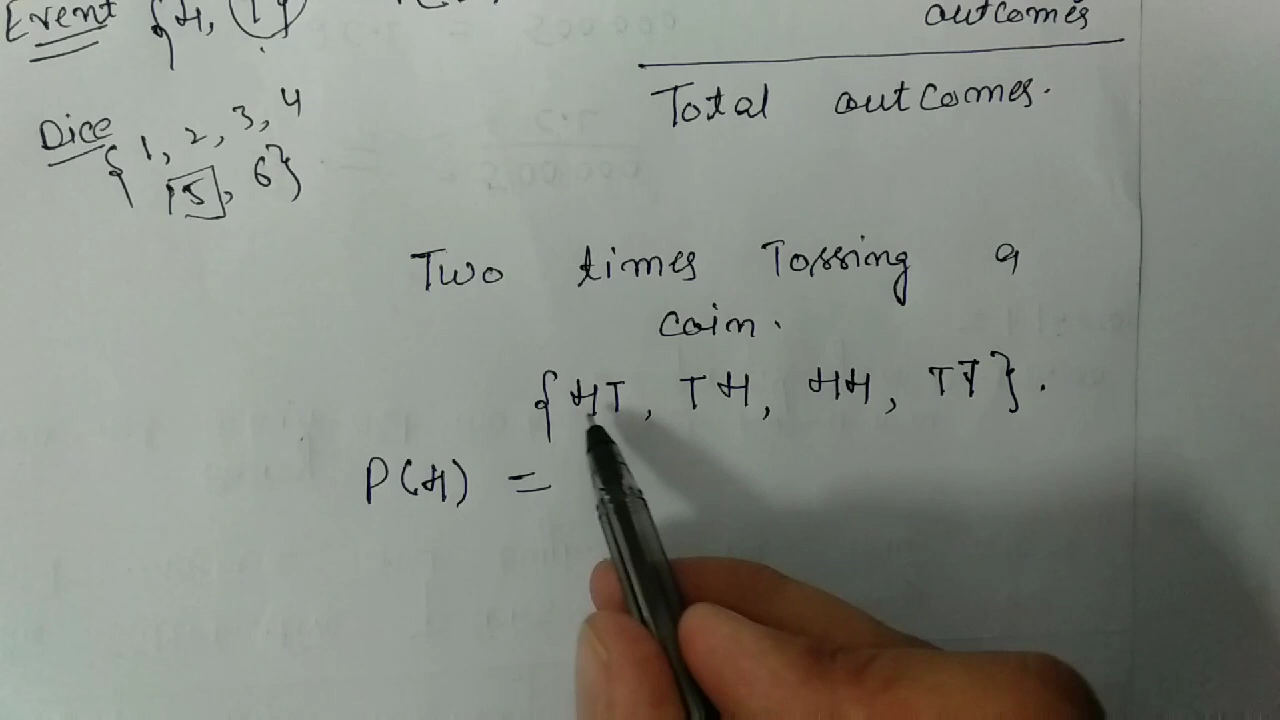 Event {H, T}
outcomes
Total outcomes.
Dice
{1, 2, 3, 4
5, 6}
Two times Tossing a
coin.
{HT, TH, HH, TT}.
P(H) =